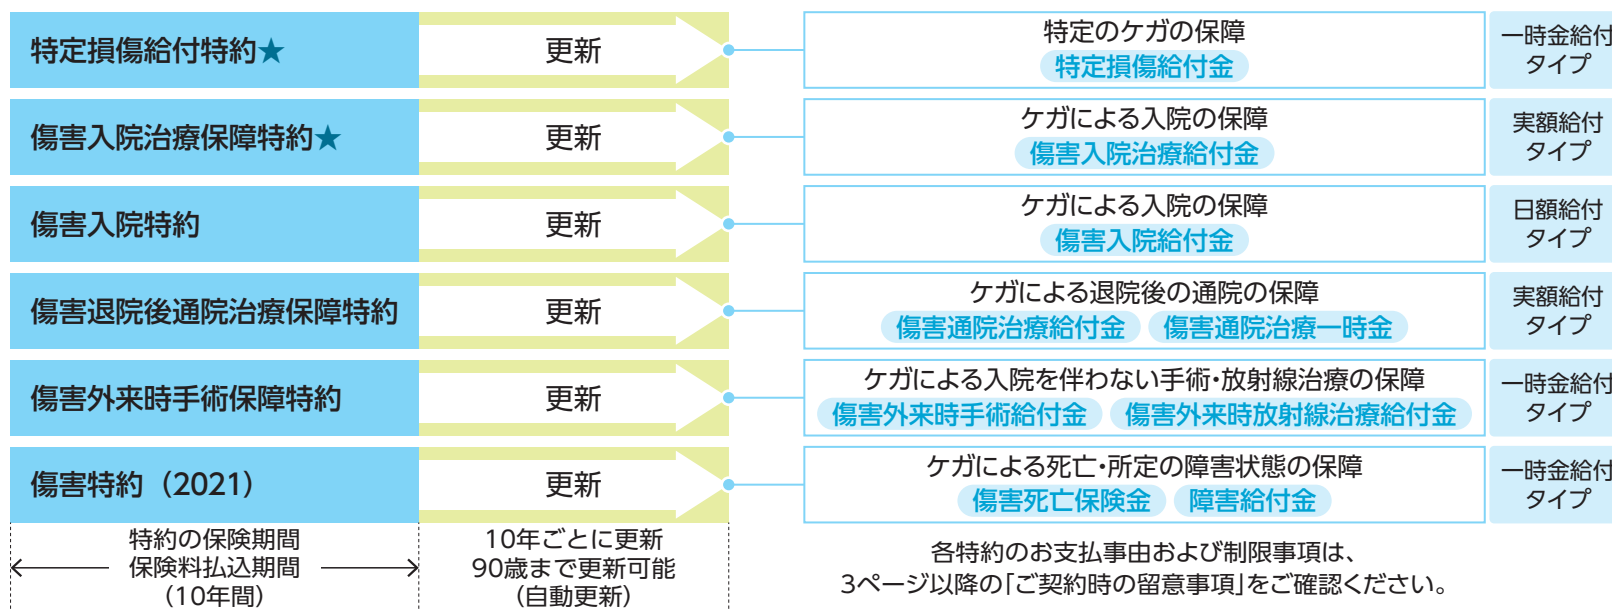 特定損傷給付特約★
更新
特定のケガの保障
特定損傷給付金
一時金給付
タイプ
傷害入院治療保障特約★
更新
ケガによる入院の保障
傷害入院治療給付金
実額給付
タイプ
傷害入院特約
更新
ケガによる入院の保障
傷害入院給付金
日額給付
タイプ
傷害退院後通院治療保障特約
更新
ケガによる退院後の通院の保障
傷害通院治療給付金 傷害通院治療一時金
実額給付
タイプ
傷害外来時手術保障特約
更新
ケガによる入院を伴わない手術・放射線治療の保障
傷害外来時手術給付金 傷害外来時放射線治療給付金
一時金給付
タイプ
傷害特約（2021）
更新
ケガによる死亡・所定の障害状態の保障
傷害死亡保険金 障害給付金
一時金給付
タイプ
特約の保険期間
保険料払込期間
（10年間）
10年ごとに更新
90歳まで更新可能
（自動更新）
各特約のお支払事由および制限事項は、
3ページ以降の「ご契約時の留意事項」をご確認ください。